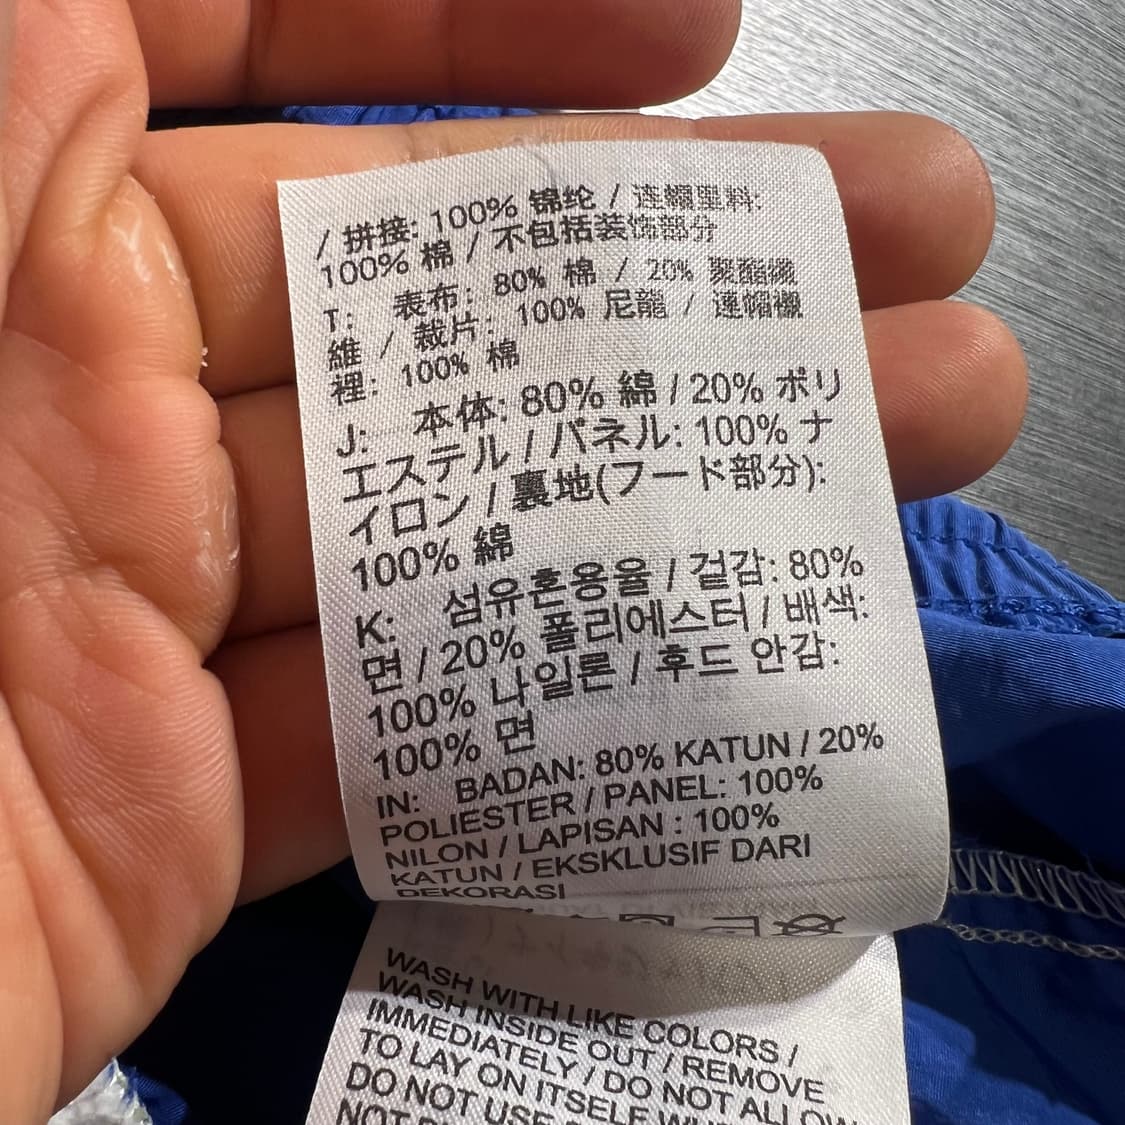 / 拼接: 100% 锦纶 / 连帽里料:
100% 棉 / 不包括装饰部分
T: 表布: 80% 棉 / 20% 聚酯纖
維 / 裁片: 100% 尼龍 / 連帽襯
裡: 100% 棉
J: 本体: 80% 綿 / 20% ポリ
エステル / パネル: 100% ナ
イロン / 裏地(フード部分):
100% 綿
K: 섬유혼용율 / 겉감: 80%
면 / 20% 폴리에스터 / 배색:
100% 나일론 / 후드 안감:
100% 면
IN: BADAN: 80% KATUN / 20%
POLIESTER / PANEL: 100%
NILON / LAPISAN : 100%
KATUN / EKSKLUSIF DARI
DEKORASI
WASH WITH LIKE COLORS /
WASH INSIDE OUT / REMOVE
IMMEDIATELY / DO NOT ALLOW
TO LAY ON ITSELF
DO NOT USE
NOT